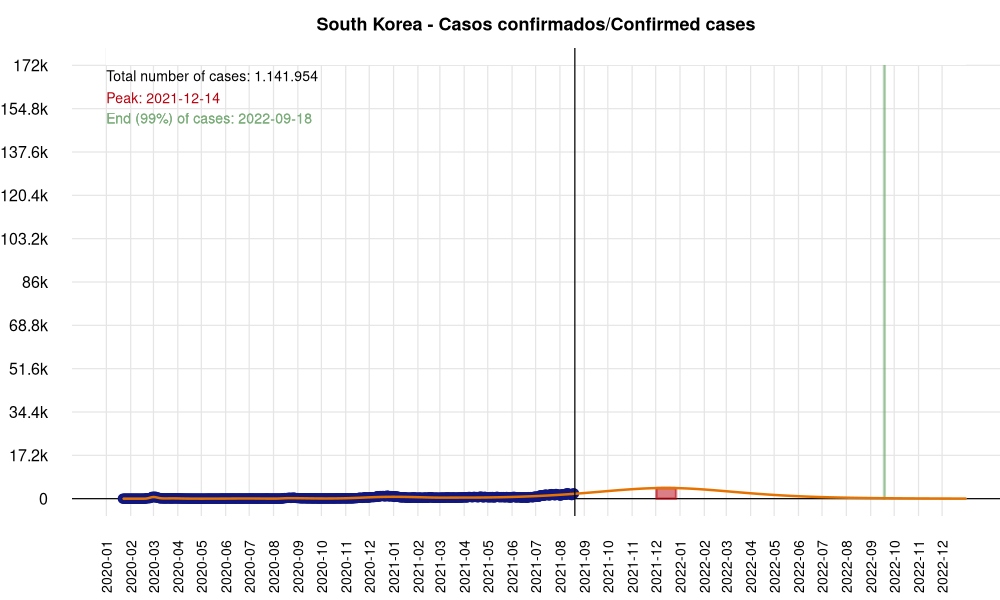 South Korea - Casos confirmados/Confirmed cases
Total number of cases: 1.141.954
Peak: 2021-12-14
End (99%) of cases: 2022-09-18
172k
154.8k
137.6k
120.4k
103.2k
86k
68.8k
51.6k
34.4k
17.2k
0
2020-01
2020-02
2020-03
2020-04
2020-05
2020-06
2020-07
2020-08
2020-09
2020-10
2020-11
2020-12
2021-01
2021-02
2021-03
2021-04
2021-05
2021-06
2021-07
2021-08
2021-09
2021-10
2021-11
2021-12
2022-01
2022-02
2022-03
2022-04
2022-05
2022-06
2022-07
2022-08
2022-09
2022-10
2022-11
2022-12